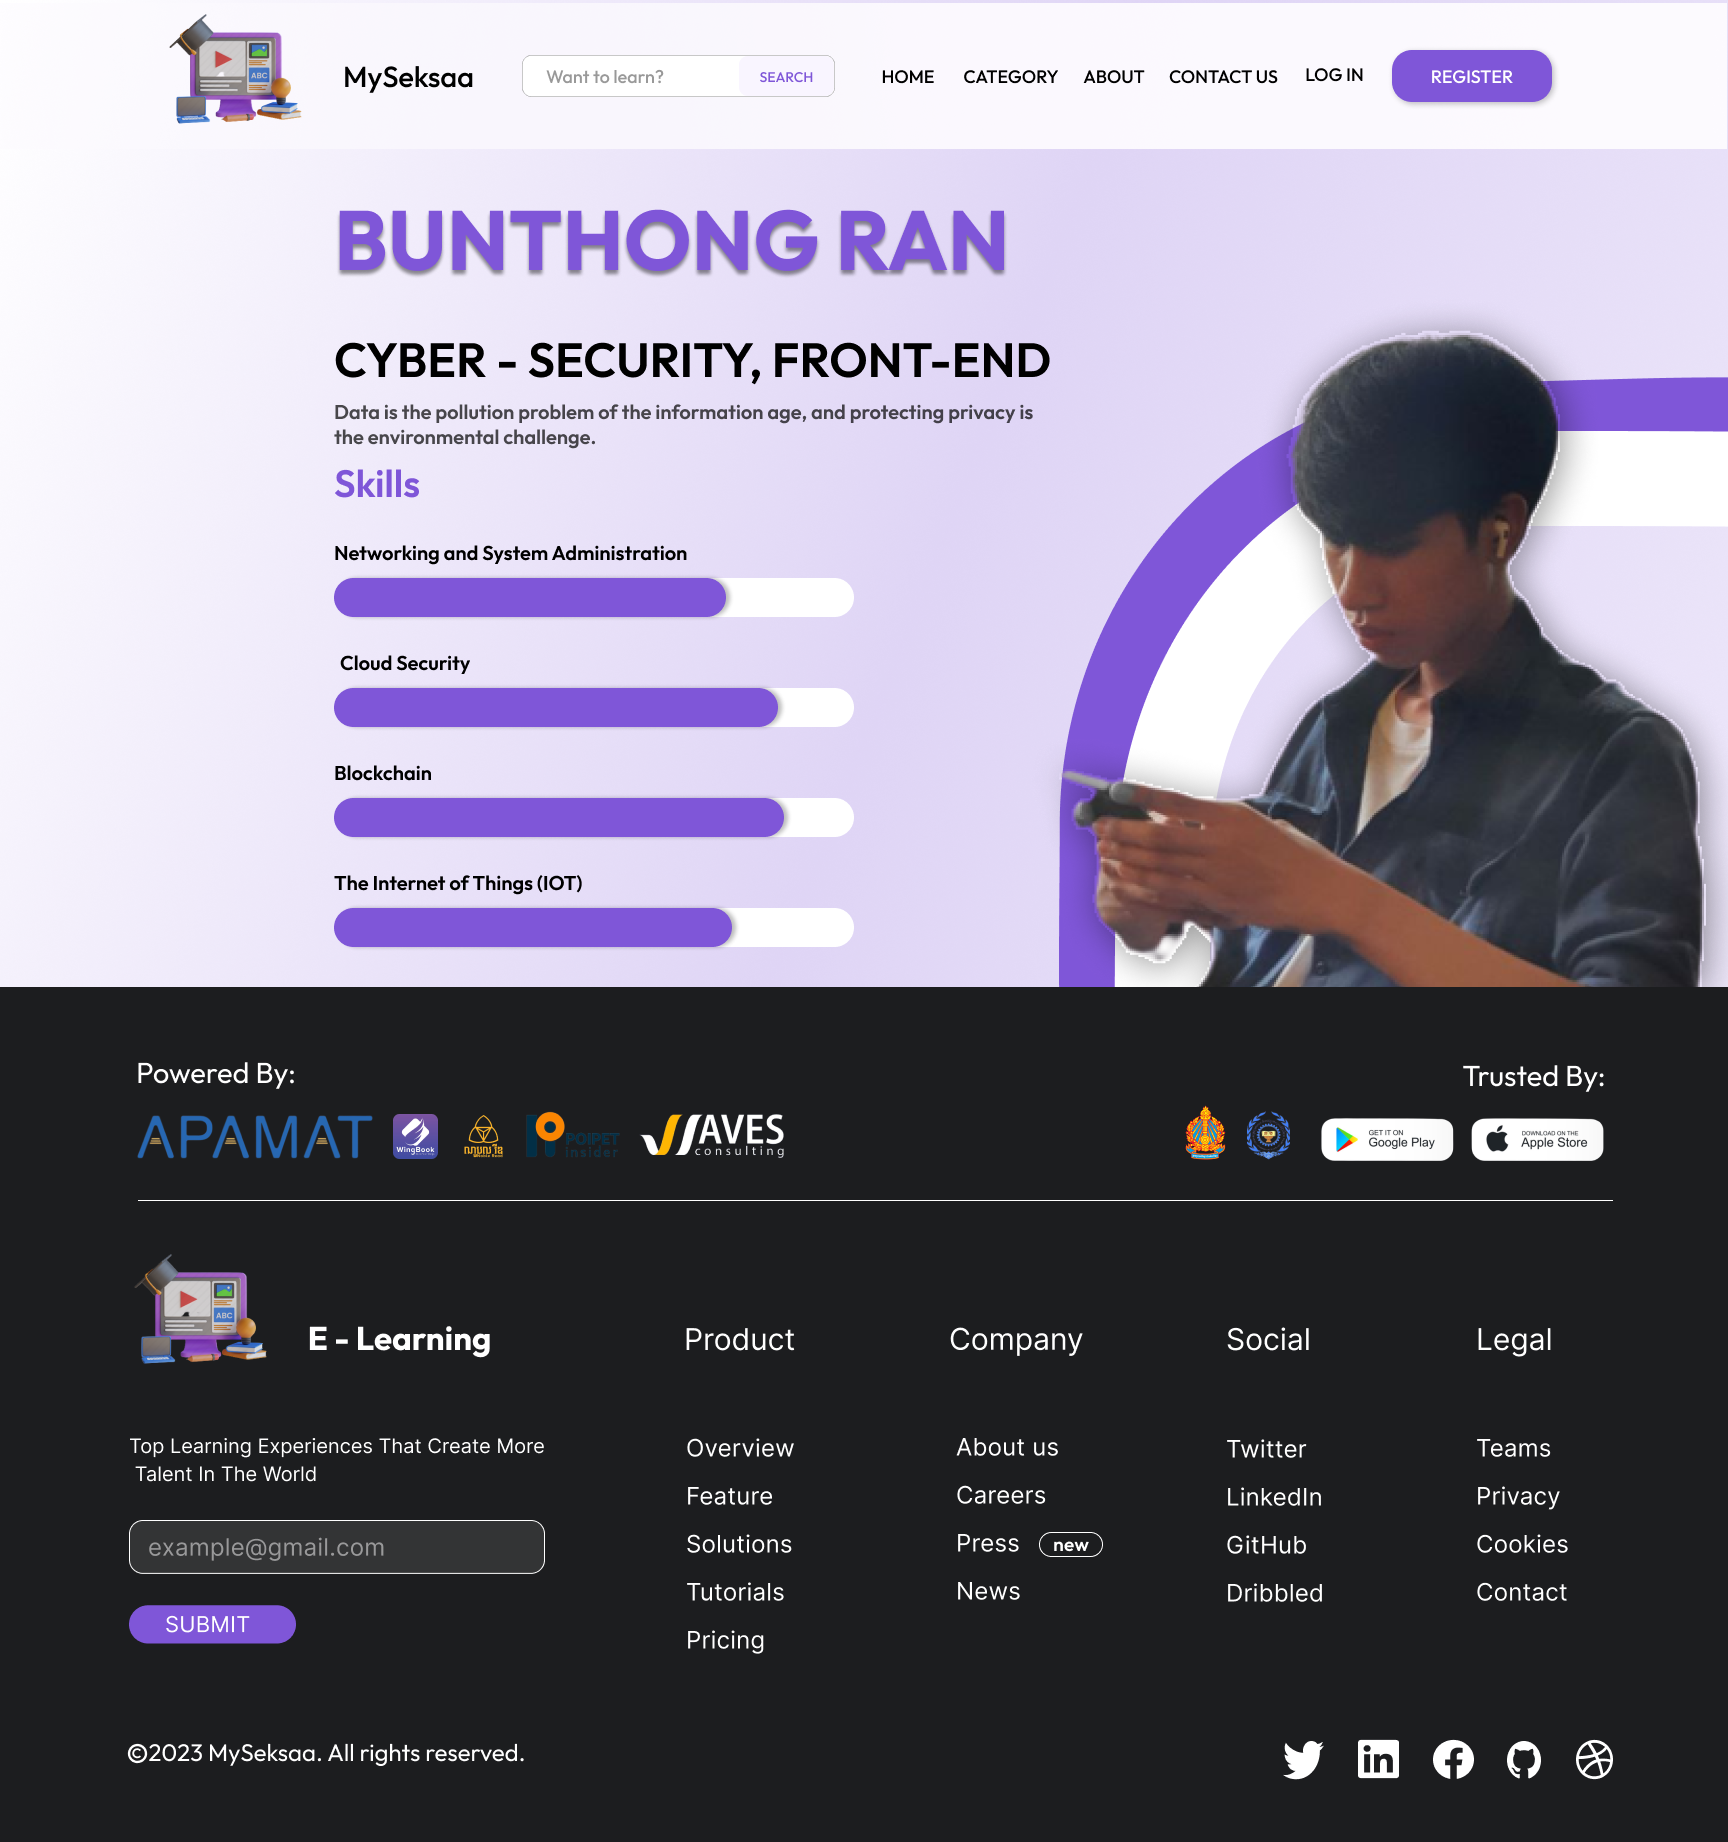 MySeksaa
Want to learn?
SEARCH
HOME
CATEGORY
ABOUT
CONTACT US
LOG IN
REGISTER
BUNTHONG RAN
CYBER - SECURITY, FRONT-END
Data is the pollution problem of the information age, and protecting privacy is
the environmental challenge.
Skills
Networking and System Administration
Cloud Security
Blockchain
The Internet of Things (IOT)
Powered By:
Trusted By:
APAMAT
WingBook
POIPET
insider
WAVES
consulting
GET IT ON
Google Play
DOWNLOAD ON THE
Apple Store
ABC
E - Learning
Product
Company
Social
Legal
Top Learning Experiences That Create More
Talent In The World
example@gmail.com
SUBMIT
Overview
Feature
Solutions
Tutorials
Pricing
About us
Careers
Press new
News
Twitter
LinkedIn
GitHub
Dribbled
Teams
Privacy
Cookies
Contact
©2023 MySeksaa. All rights reserved.